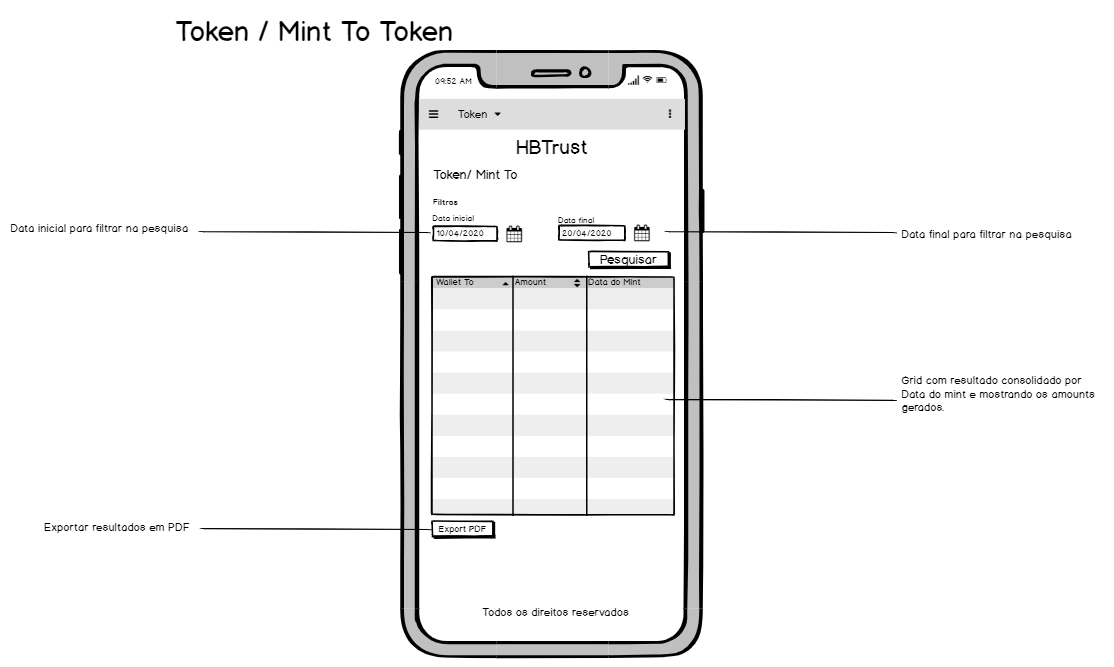 Token / Mint To Token
09:52 AM
Token
HBTrust
Token/ Mint To
Filtros
Data inicial
Data final
Data inicial para filtrar na pesquisa
10/04/2020
20/04/2020
Data final para filtrar na pesquisa
Pesquisar
Wallet To
Amount
Data do Mint
Grid com resultado consolidado por
Data do mint e mostrando os amounts
gerados.
Exportar resultados em PDF
Export PDF
Todos os direitos reservados